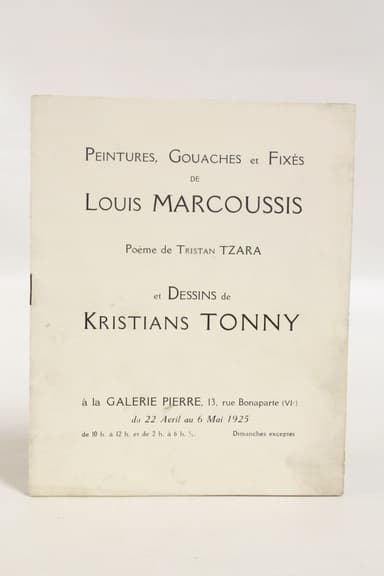 PEINTURES, GOUACHES et FIXÉS
DE
LOUIS MARCOUSSIS
Poème de TRISTAN TZARA
et DESSINS de
KRISTIANS TONNY
à la GALERIE PIERRE, 13, rue Bonaparte (VIᵉ)
du 22 Avril au 6 Mai 1925
de 10 h. à 12 h. et de 2 h. à 6 h. ½. Dimanches exceptés